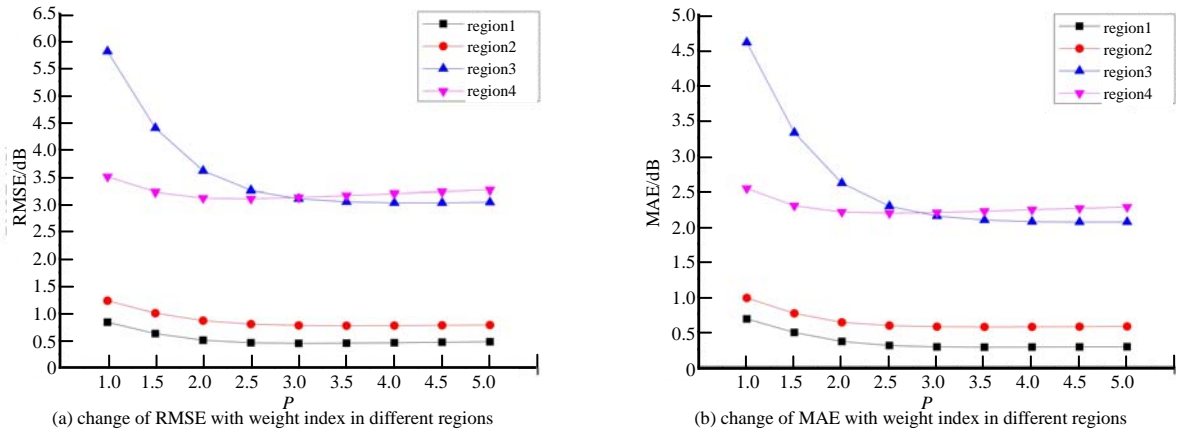 6.5
6.0
5.5
5.0
4.5
4.0
3.5
3.0
2.5
2.0
1.5
1.0
0.5
0
RMSE/dB
region1
region2
region3
region4
1.0 1.5 2.0 2.5 3.0 3.5 4.0 4.5 5.0
P
(a) change of RMSE with weight index in different regions
5.0
4.5
4.0
3.5
3.0
2.5
2.0
1.5
1.0
0.5
0
MAE/dB
region1
region2
region3
region4
1.0 1.5 2.0 2.5 3.0 3.5 4.0 4.5 5.0
P
(b) change of MAE with weight index in different regions